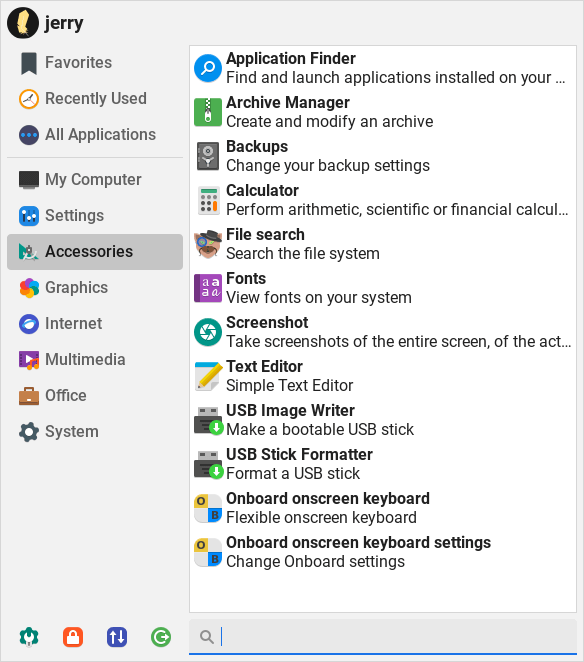 jerry
Favorites
Recently Used
All Applications
My Computer
Settings
Accessories
Graphics
Internet
Multimedia
Office
System
Application Finder
Find and launch applications installed on your ...
Archive Manager
Create and modify an archive
Backups
Change your backup settings
Calculator
Perform arithmetic, scientific or financial calcul...
File search
Search the file system
Fonts
View fonts on your system
Screenshot
Take screenshots of the entire screen, of the act...
Text Editor
Simple Text Editor
USB Image Writer
Make a bootable USB stick
USB Stick Formatter
Format a USB stick
Onboard onscreen keyboard
Flexible onscreen keyboard
Onboard onscreen keyboard settings
Change Onboard settings